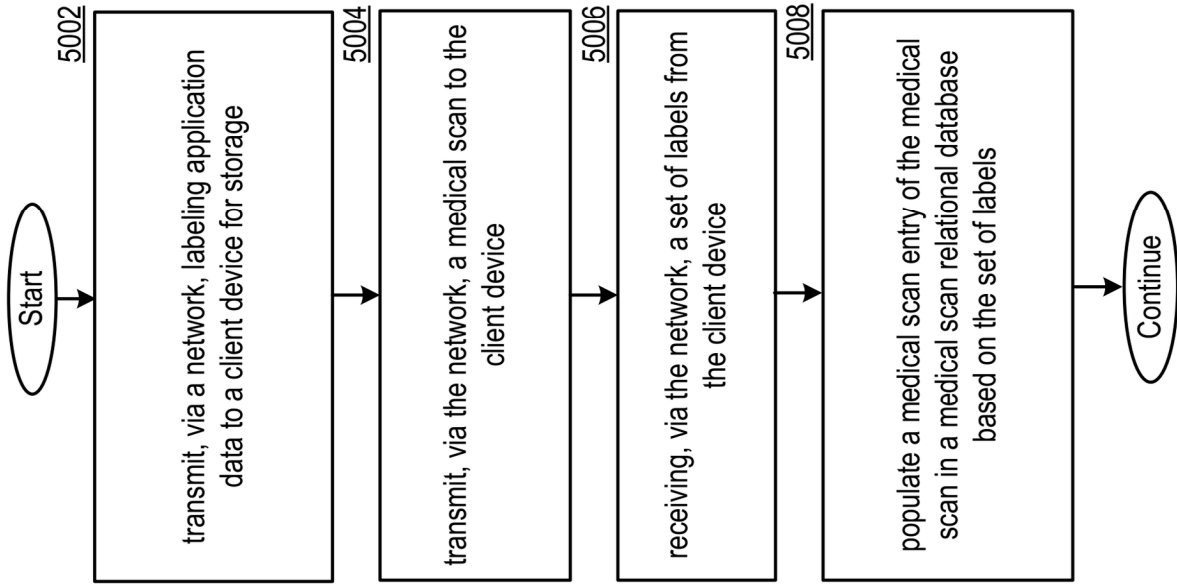 Start
5002
transmit, via a network, labeling application
data to a client device for storage
5004
transmit, via the network, a medical scan to the
client device
5006
receiving, via the network, a set of labels from
the client device
5008
populate a medical scan entry of the medical
scan in a medical scan relational database
based on the set of labels
Continue